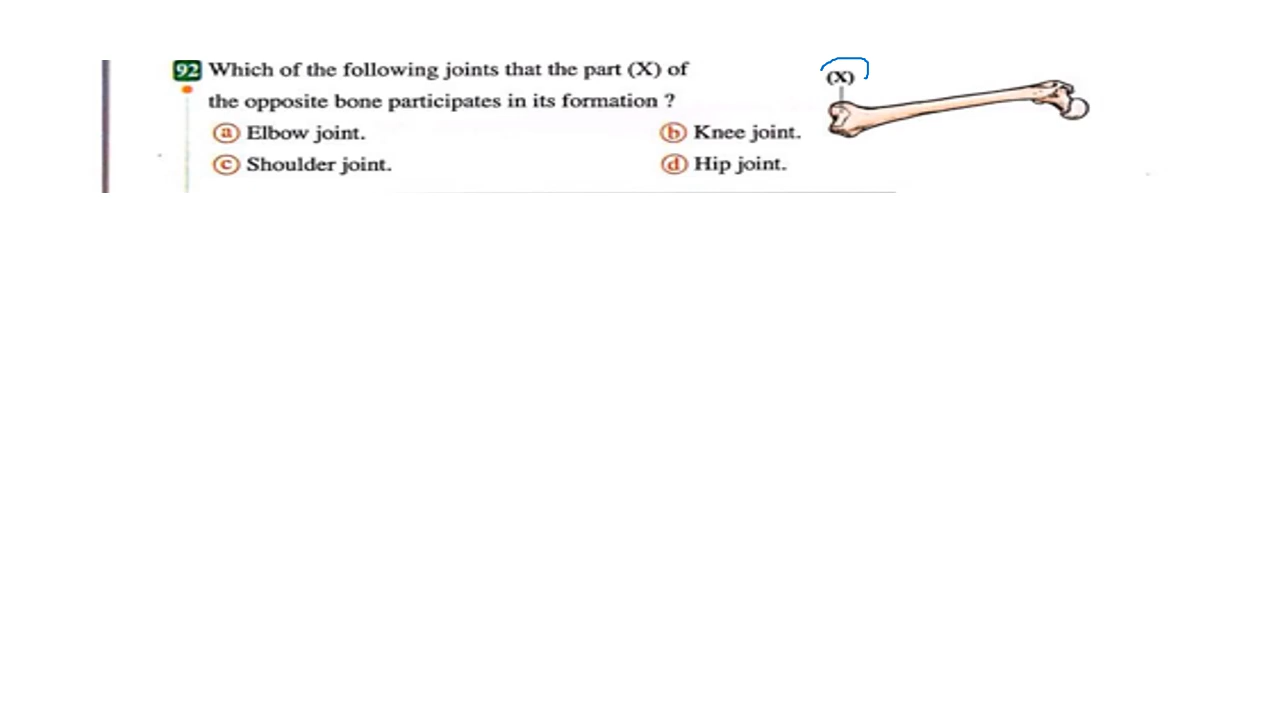 92 Which of the following joints that the part (X) of
the opposite bone participates in its formation ?
(X)
a Elbow joint.
b Knee joint.
c Shoulder joint.
d Hip joint.